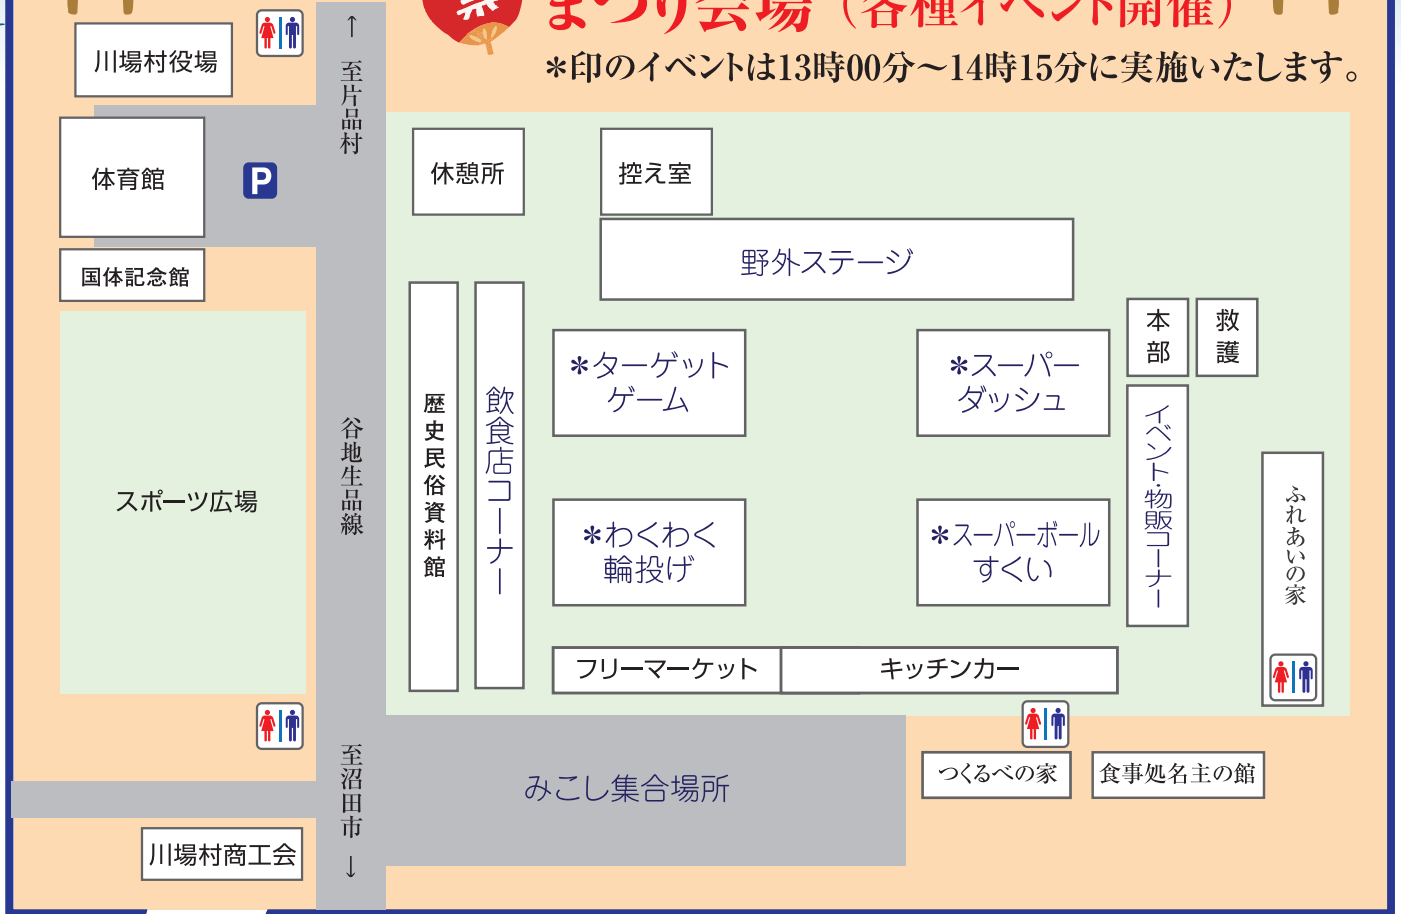 祭
まつり会場（各種イベント開催）
＊印のイベントは13時00分〜14時15分に実施いたします。
川場村役場
↑ 至片品村
体育館
P
国体記念館
休憩所
控え室
野外ステージ
本部
救護
＊ターゲット
ゲーム
＊スーパー
ダッシュ
歴史民俗資料館
飲食店コーナー
イベント・物販コーナー
谷地生品線
スポーツ広場
＊わくわく
輪投げ
＊スーパーボール
すくい
ふれあいの家
フリーマーケット
キッチンカー
至沼田市 ↓
みこし集合場所
つくるべの家
食事処名主の館
川場村商工会